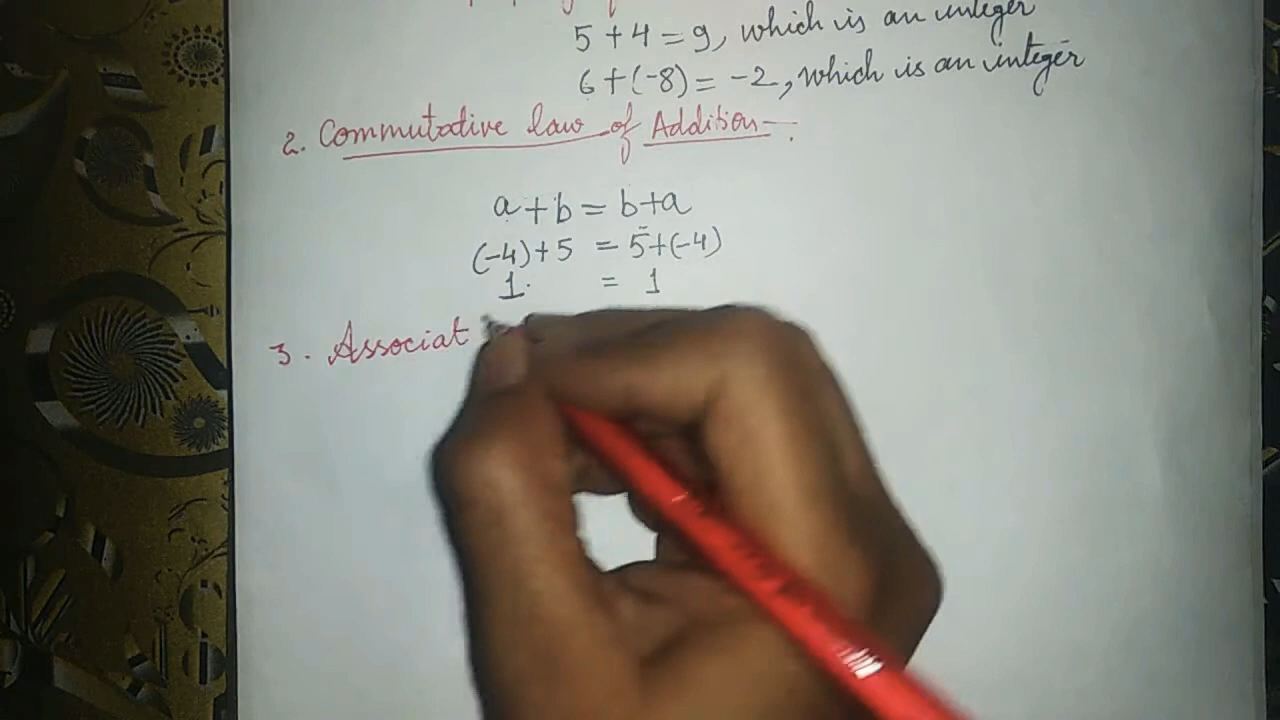 5 + 4 = 9, which is an integer
6 + (-8) = -2, which is an integer
2. Commutative law of Addition-:
a + b = b+a
(-4) + 5 = 5+(-4)
1. = 1
3. Associat